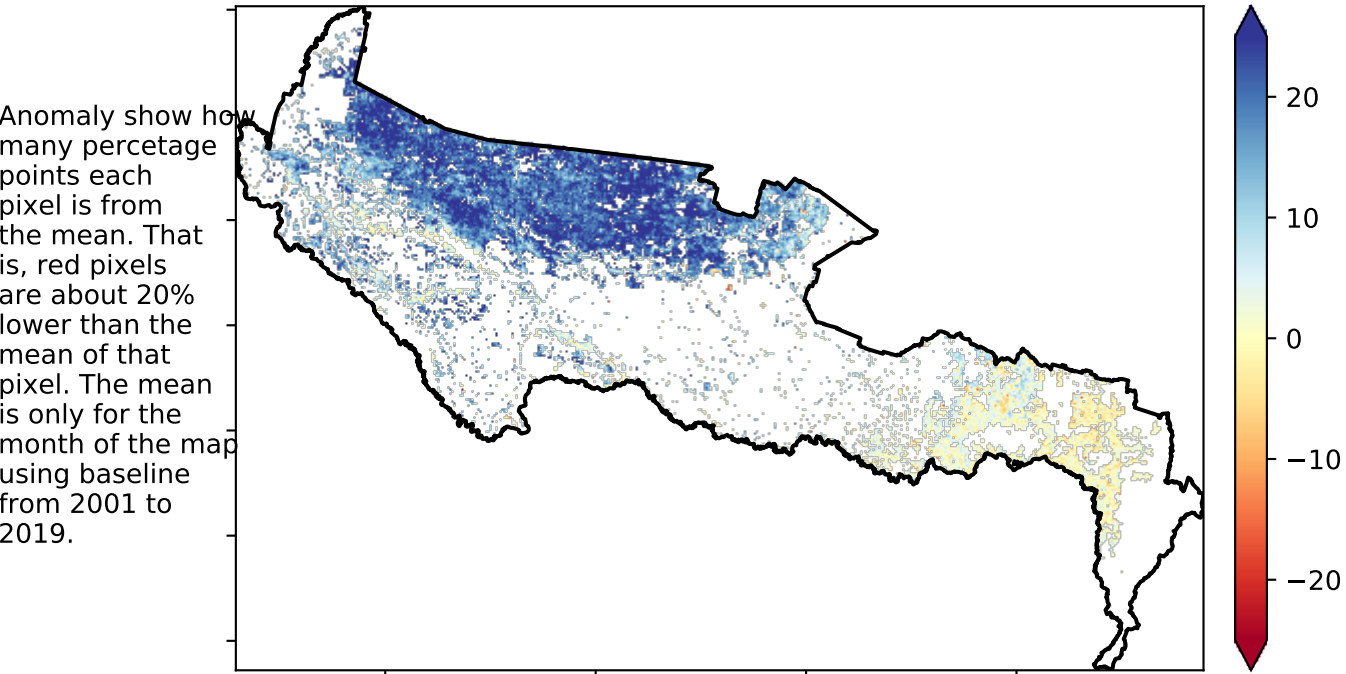 Anomaly show how
many percetage
points each
pixel is from
the mean. That
is, red pixels
are about 20%
lower than the
mean of that
pixel. The mean
is only for the
month of the map
using baseline
from 2001 to
2019.
20
10
0
−10
−20